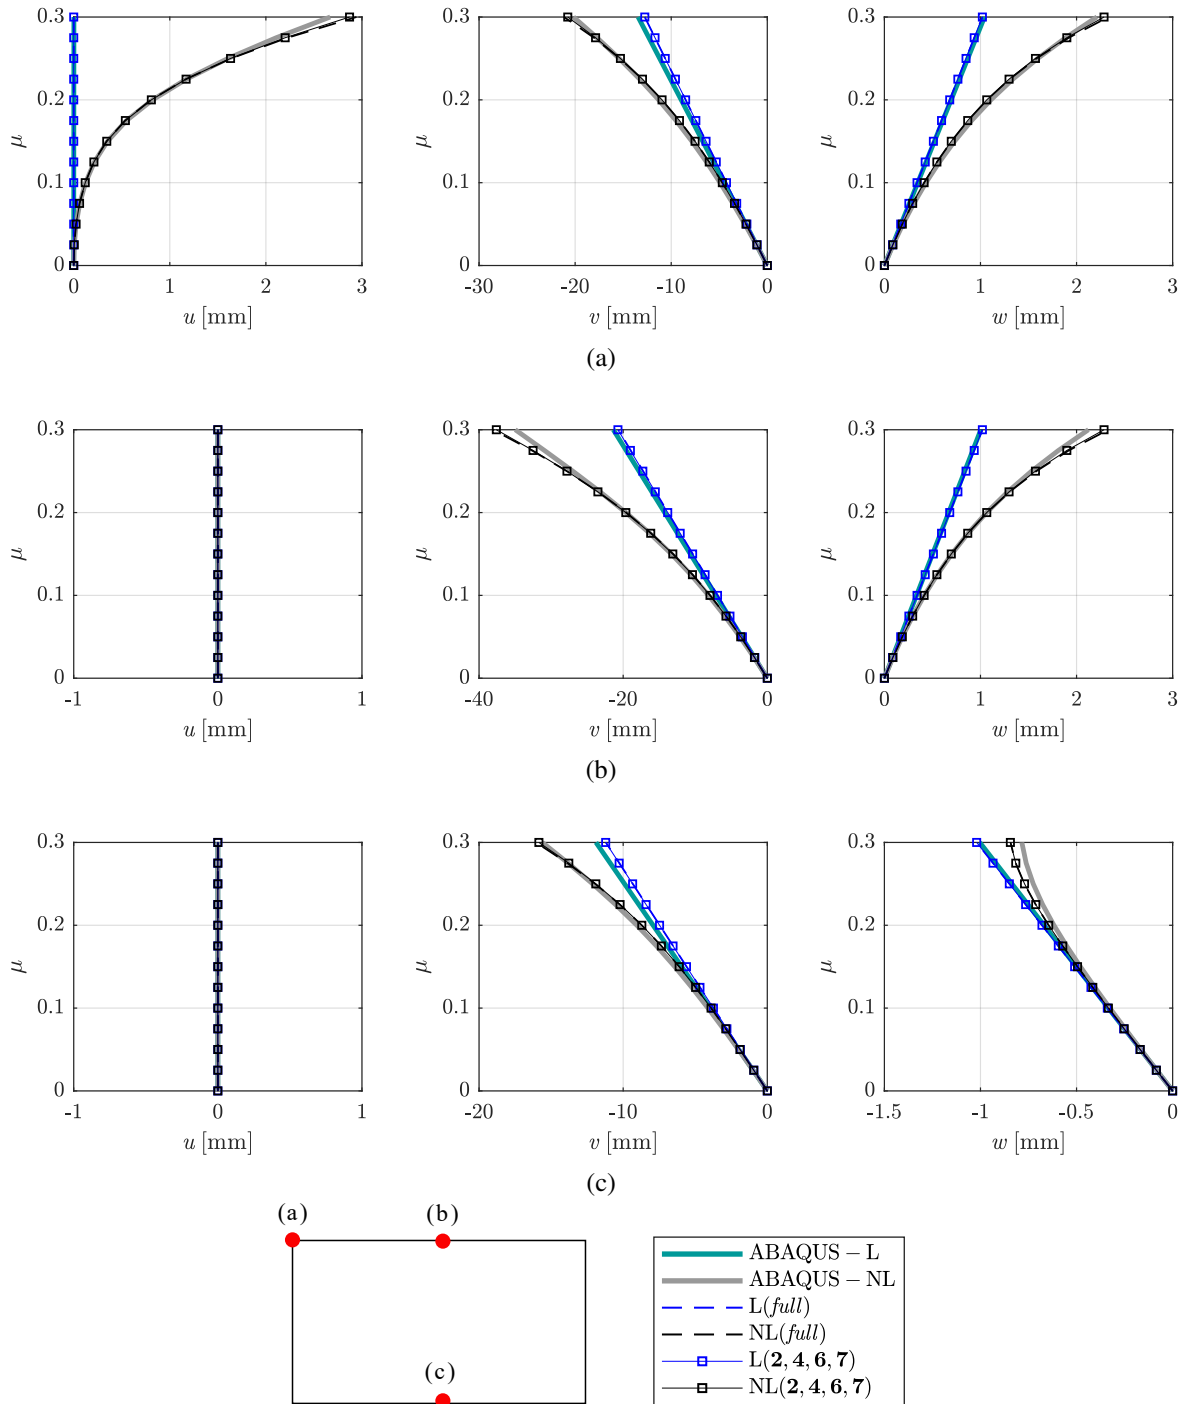 0.3
0.2
0.1
0
μ
0 1 2 3
u [mm]
0.3
0.2
0.1
0
μ
-30 -20 -10 0
v [mm]
0.3
0.2
0.1
0
μ
0 1 2 3
w [mm]
(a)
0.3
0.2
0.1
0
μ
-1 0 1
u [mm]
0.3
0.2
0.1
0
μ
-40 -20 0
v [mm]
0.3
0.2
0.1
0
μ
0 1 2 3
w [mm]
(b)
0.3
0.2
0.1
0
μ
-1 0 1
u [mm]
0.3
0.2
0.1
0
μ
-20 -10 0
v [mm]
0.3
0.2
0.1
0
μ
-1.5 -1 -0.5 0
w [mm]
(c)
(a) (b)
(c)
ABAQUS – L
ABAQUS – NL
L(full)
NL(full)
L(2, 4, 6, 7)
NL(2, 4, 6, 7)